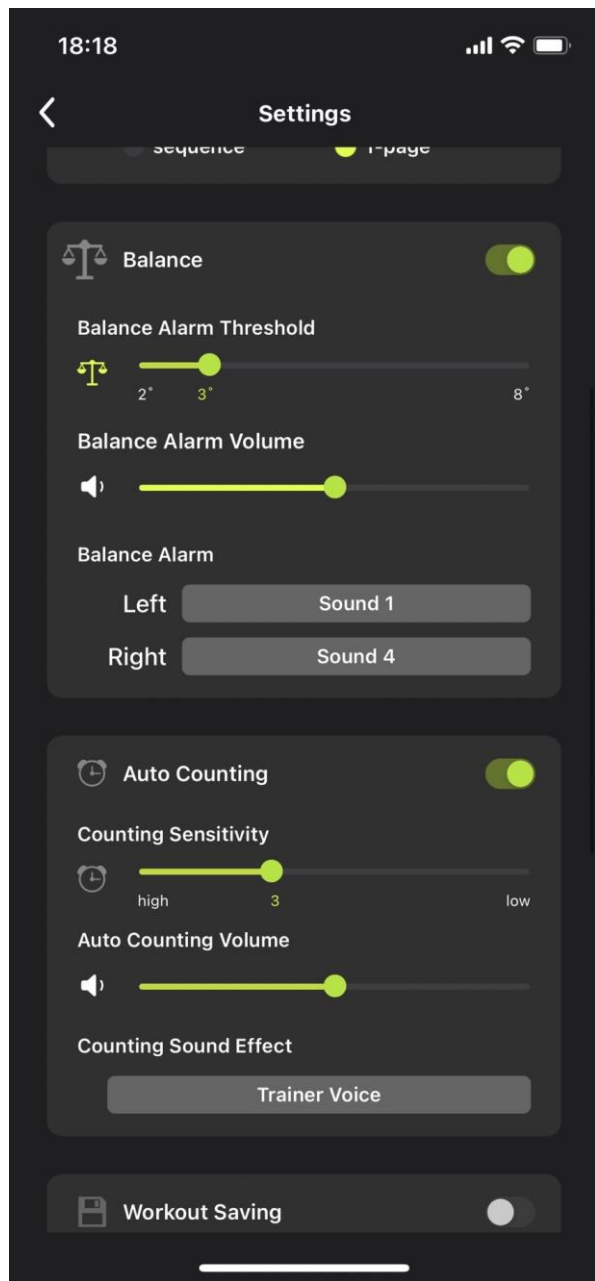 18:18
Settings
sequence 1-page
Balance
Balance Alarm Threshold
2° 3° 8°
Balance Alarm Volume
Balance Alarm
Left Sound 1
Right Sound 4
Auto Counting
Counting Sensitivity
high 3 low
Auto Counting Volume
Counting Sound Effect
Trainer Voice
Workout Saving